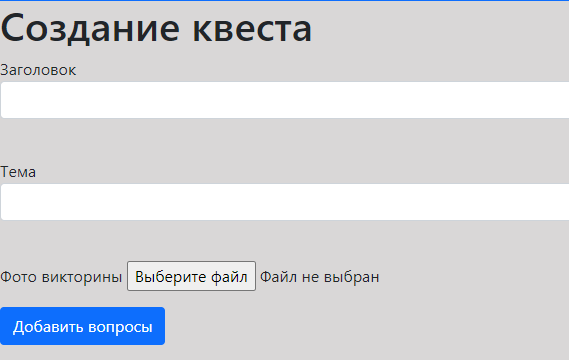 Создание квеста
Заголовок
Тема
Фото викторины Выберите файл Файл не выбран
Добавить вопросы